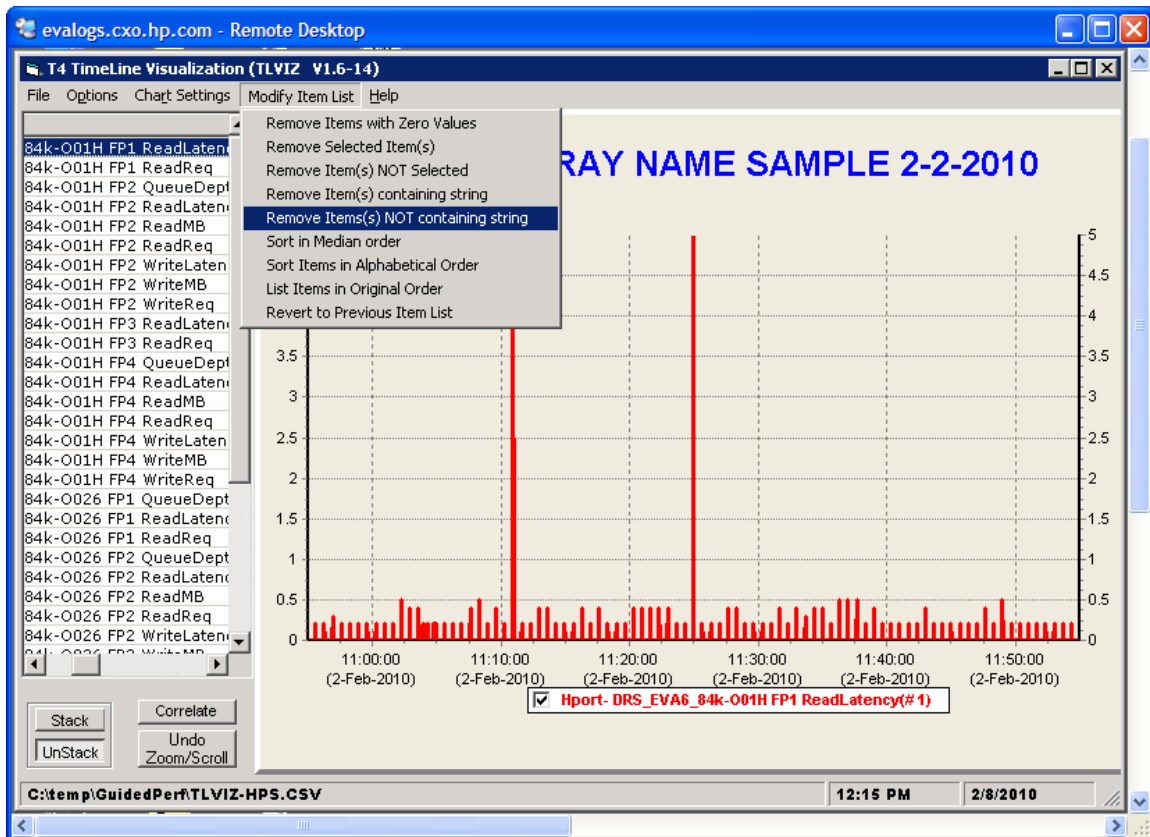 evalogs.cxo.hp.com - Remote Desktop
T4 TimeLine Visualization (TLVIZ V1.6-14)
File Options Chart Settings Modify Item List Help
Remove Items with Zero Values
Remove Selected Item(s)
Remove Item(s) NOT Selected
Remove Item(s) containing string
Remove Items(s) NOT containing string
Sort in Median order
Sort Items in Alphabetical Order
List Items in Original Order
Revert to Previous Item List
84k-O01H FP1 ReadLaten
84k-O01H FP1 ReadReq
84k-O01H FP2 QueueDept
84k-O01H FP2 ReadLaten
84k-O01H FP2 ReadMB
84k-O01H FP2 ReadReq
84k-O01H FP2 WriteLaten
84k-O01H FP2 WriteMB
84k-O01H FP2 WriteReq
84k-O01H FP3 ReadLaten
84k-O01H FP3 ReadReq
84k-O01H FP4 QueueDept
84k-O01H FP4 ReadLaten
84k-O01H FP4 ReadMB
84k-O01H FP4 ReadReq
84k-O01H FP4 WriteLaten
84k-O01H FP4 WriteMB
84k-O01H FP4 WriteReq
84k-O026 FP1 QueueDept
84k-O026 FP1 ReadLatenc
84k-O026 FP1 ReadReq
84k-O026 FP2 QueueDept
84k-O026 FP2 ReadLatenc
84k-O026 FP2 ReadMB
84k-O026 FP2 ReadReq
84k-O026 FP2 WriteLaten
RAY NAME SAMPLE 2-2-2010
3.5
3
2.5
2
1.5
1
0.5
0
5
4.5
4
3.5
3
2.5
2
1.5
1
0.5
0
11:00:00 11:10:00 11:20:00 11:30:00 11:40:00 11:50:00
(2-Feb-2010) (2-Feb-2010) (2-Feb-2010) (2-Feb-2010) (2-Feb-2010) (2-Feb-2010)
Hport- DRS_EVA6_84k-O01H FP1 ReadLatency(#1)
Stack
UnStack
Correlate
Undo
Zoom/Scroll
C:\temp\GuidedPerf\TLVIZ-HPS.CSV
12:15 PM
2/8/2010